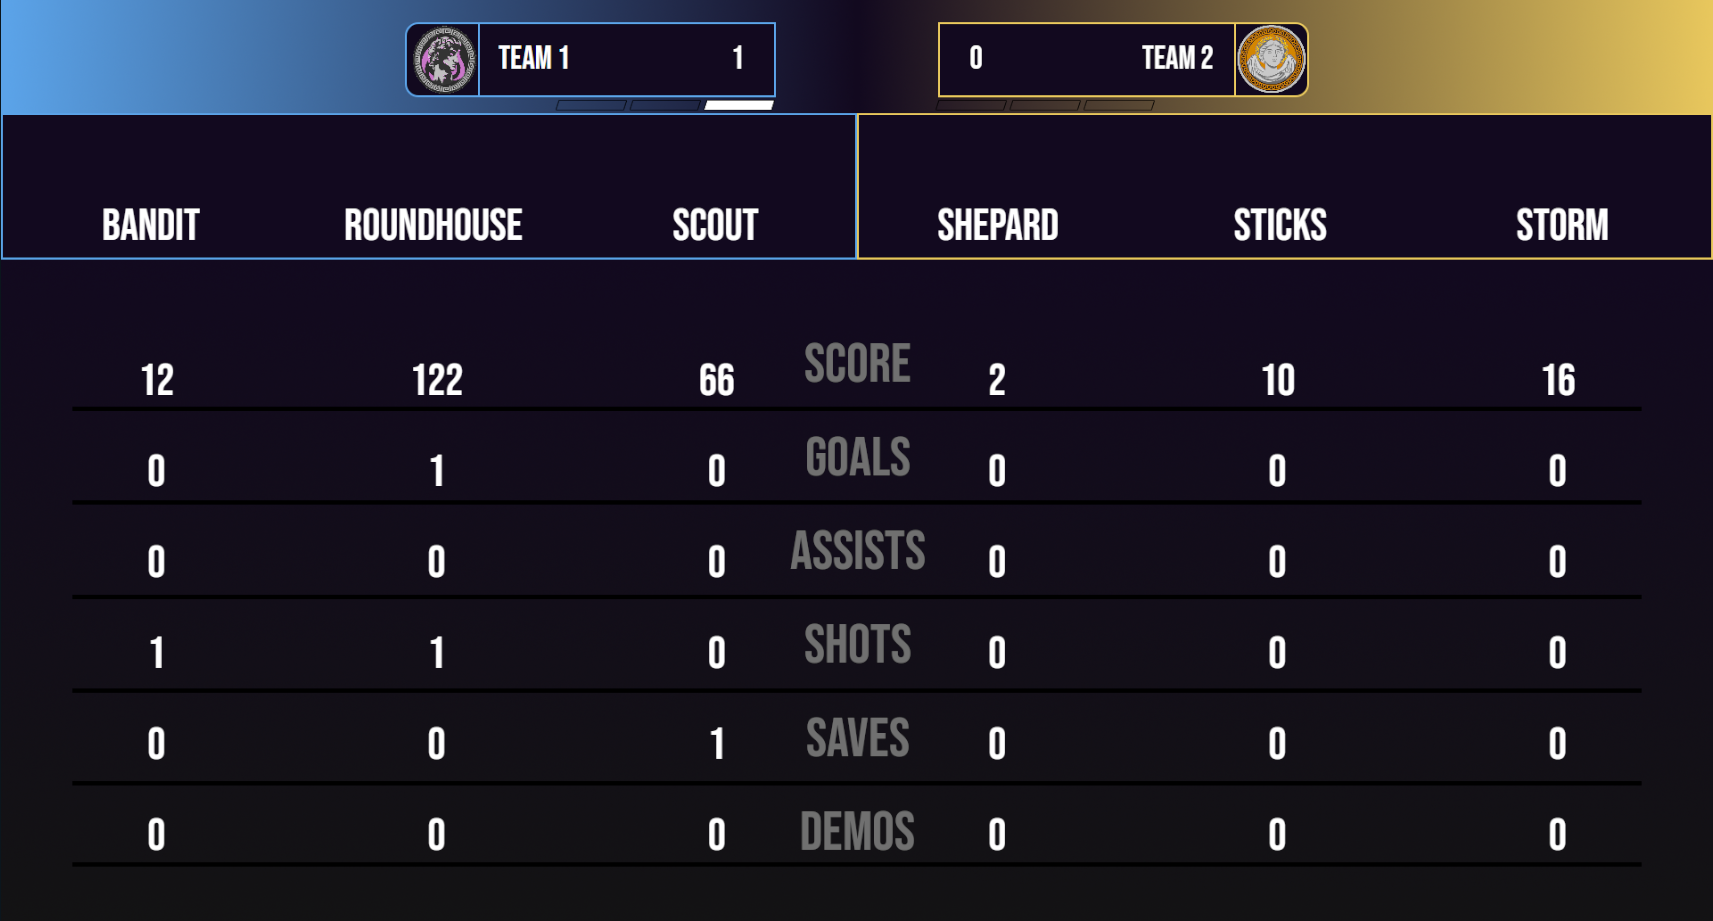 TEAM 1 1 0 TEAM 2
BANDIT ROUNDHOUSE SCOUT SHEPARD STICKS STORM
12 122 66 SCORE 2 10 16
0 1 0 GOALS 0 0 0
0 0 0 ASSISTS 0 0 0
1 1 0 SHOTS 0 0 0
0 0 1 SAVES 0 0 0
0 0 0 DEMOS 0 0 0